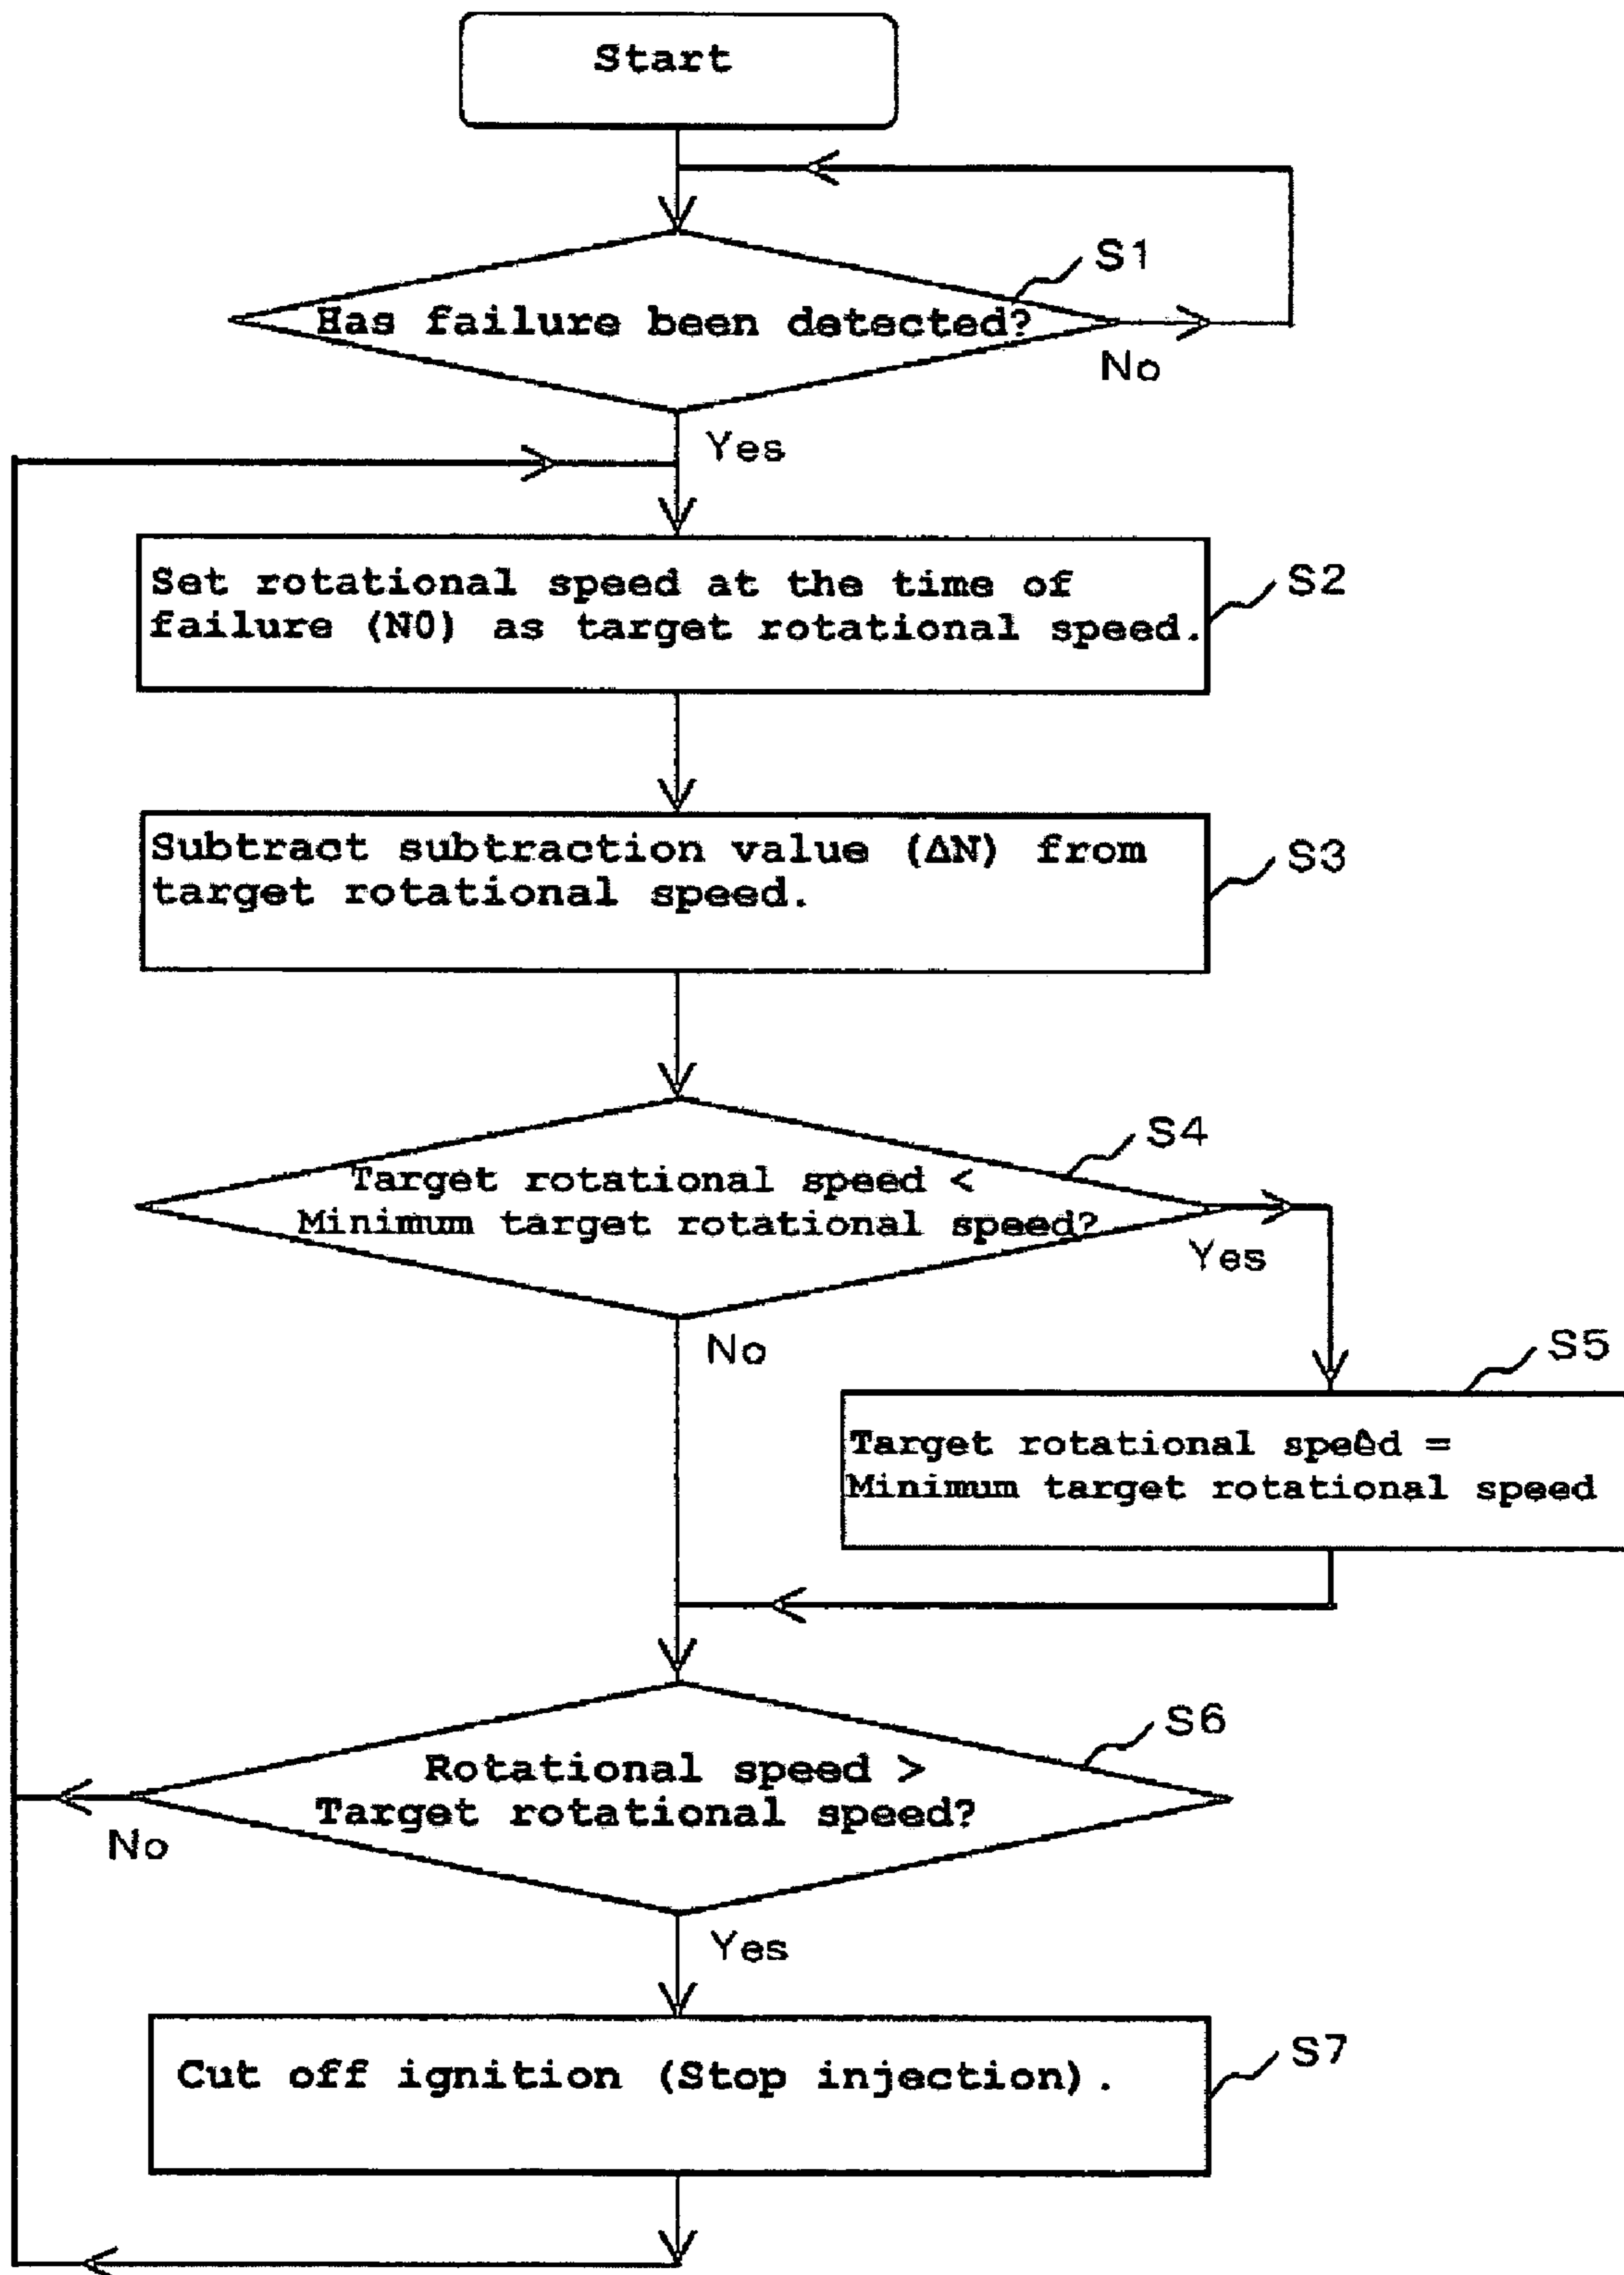 Start
S1
Has failure been detected?
No
Yes
S2
Set rotational speed at the time of
failure (N0) as target rotational speed.
S3
Subtract subtraction value (ΔN) from
target rotational speed.
S4
Target rotational speed <
Minimum target rotational speed?
Yes
No
S5
Target rotational speed =
Minimum target rotational speed
S6
Rotational speed >
Target rotational speed?
No
Yes
S7
Cut off ignition (Stop injection).